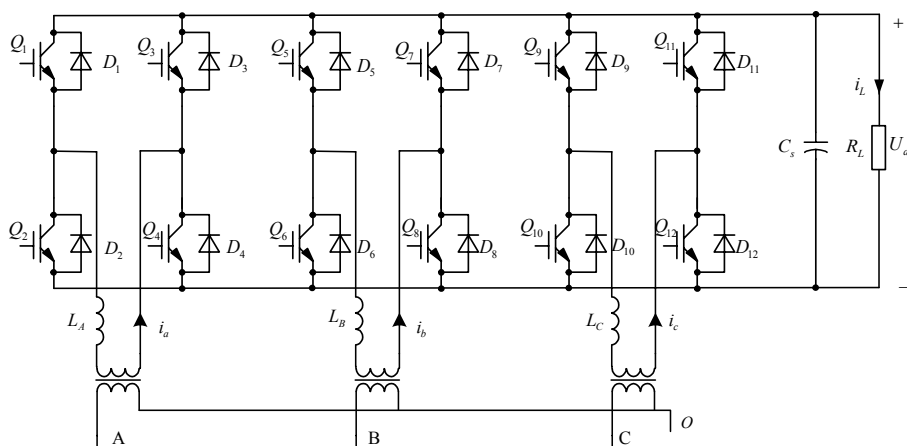 Q1 D1 Q3 D3 Q5 D5 Q7 D7 Q9 D9 Q11 D11
+
iL
Cs RL Ud
Q2 D2 Q4 D4 Q6 D6 Q8 D8 Q10 D10 Q12 D12
−
LA ia LB ib LC ic
O
A B C